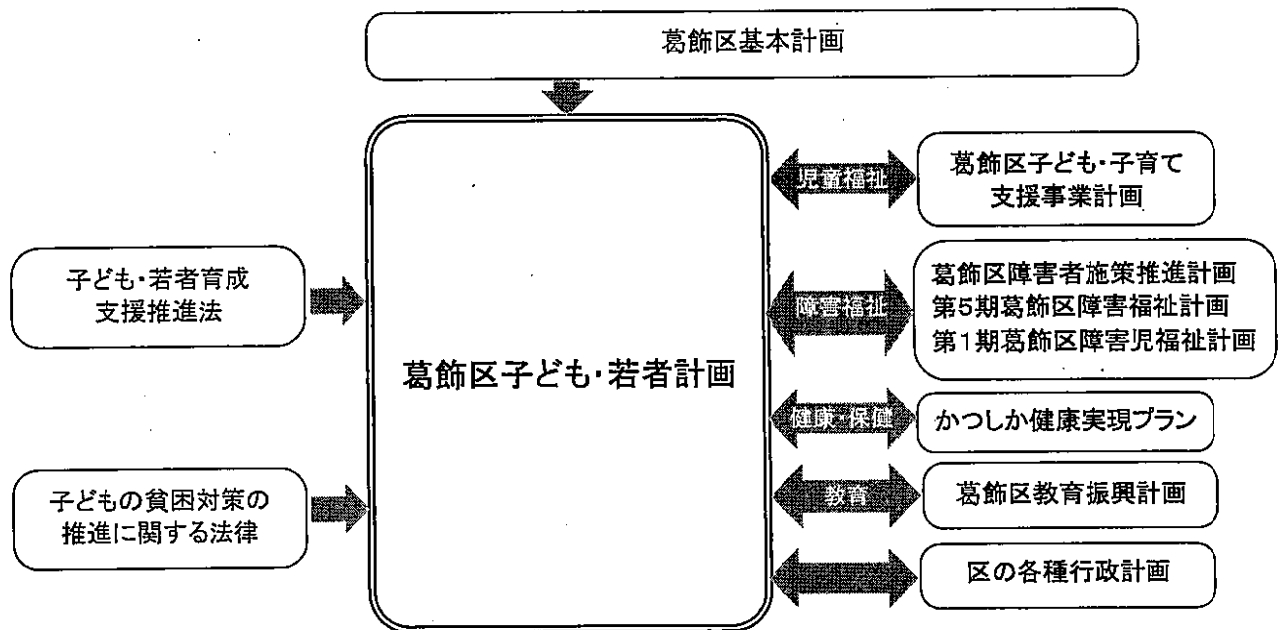 葛飾区基本計画
子ども・若者育成
支援推進法
子どもの貧困対策の
推進に関する法律
葛飾区子ども・若者計画
児童福祉
葛飾区子ども・子育て
支援事業計画
障害福祉
葛飾区障害者施策推進計画
第5期葛飾区障害福祉計画
第1期葛飾区障害児福祉計画
健康・保健
かつしか健康実現プラン
教育
葛飾区教育振興計画
区の各種行政計画